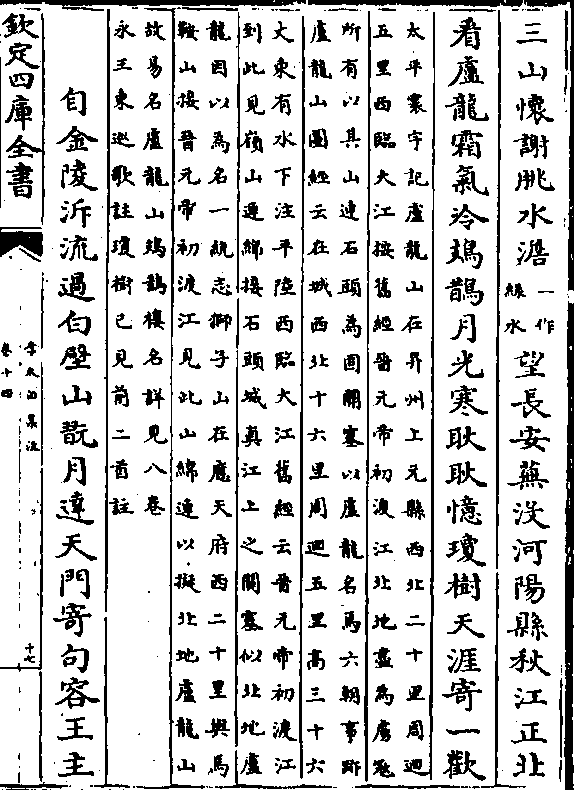 三山懷謝朓水澹一作緑水望長安蕪没河陽縣秋江正北
看盧龍霜氣冷鳷鵲月光寒耿耿憶瓊樹天涯寄一歡
太平寰宇記盧龍山在昇州上元縣西北二十里周迴
五里西臨大江按舊經晉元帝初渡江北地盡為虜冦
所有以其山連石頭為固關塞以盧龍名焉六朝事跡
盧龍山圖經云在城西北十六里周迴五里高三十六
丈東有水下注平陸西臨大江舊經云晉元帝初渡江
到此見嶺山連綿接石頭城真江上之關塞似北地盧
龍因以為名一統志獅子山在應天府西二十里與馬
鞍山接晉元帝初渡江見此山綿連以擬北地盧龍山
故易名盧龍山鳷鵲樓名詳見八卷
永王東巡歌註瓊樹已見前二首註
自金陵泝流過白壁山翫月達天門寄句容王主
欽定四庫全書
李太白集注
卷十四
十七